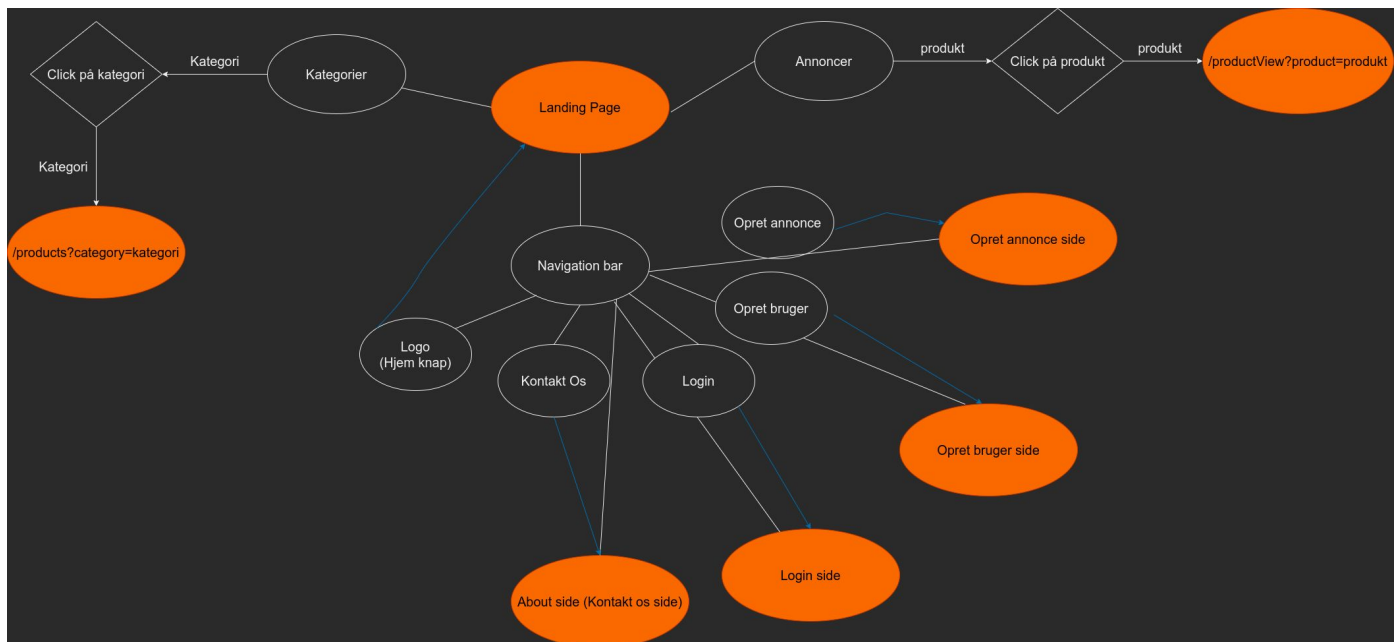 Click på kategori
Kategori
Kategorier
Landing Page
Annoncer
produkt
Click på produkt
produkt
/productView?product=produkt
Kategori
/products?category=kategori
Opret annonce
Opret annonce side
Navigation bar
Opret bruger
Logo
(Hjem knap)
Kontakt Os
Login
Opret bruger side
Login side
About side (Kontakt os side)